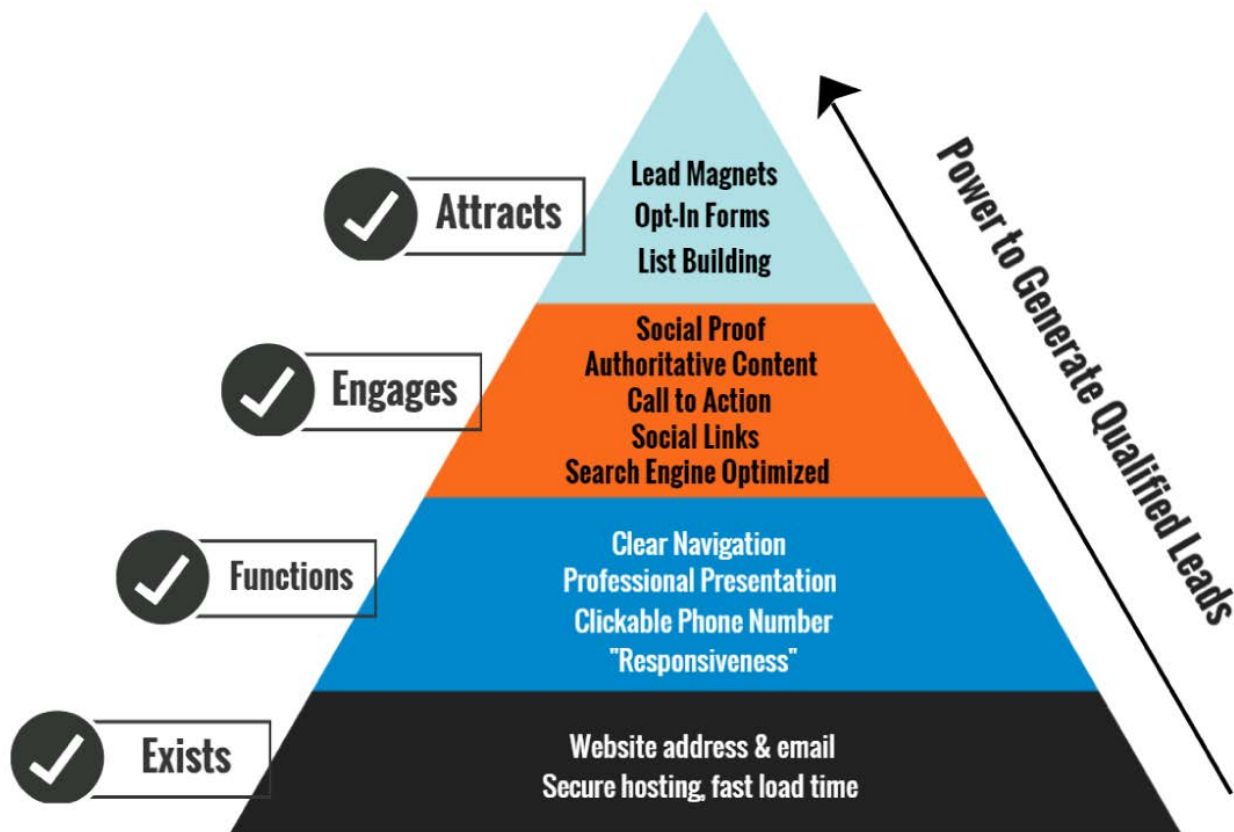 Attracts
Lead Magnets
Opt-In Forms
List Building
Engages
Social Proof
Authoritative Content
Call to Action
Social Links
Search Engine Optimized
Functions
Clear Navigation
Professional Presentation
Clickable Phone Number
"Responsiveness"
Exists
Website address & email
Secure hosting, fast load time
Power to Generate Qualified Leads